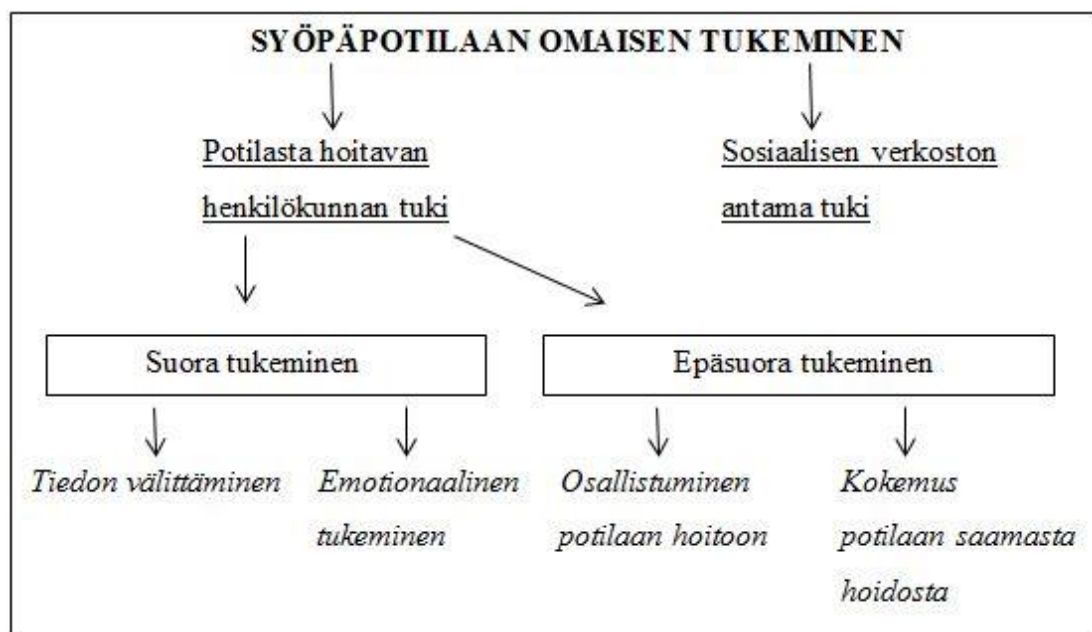 SYÖPÄPOTILAAN OMAISEN TUKEMINEN
Potilasta hoitavan
henkilökunnan tuki
Sosiaalisen verkoston
antama tuki
Suora tukeminen
Epäsuora tukeminen
Tiedon välittäminen
Emotionaalinen
tukeminen
Osallistuminen
potilaan hoitoon
Kokemus
potilaan saamasta
hoidosta